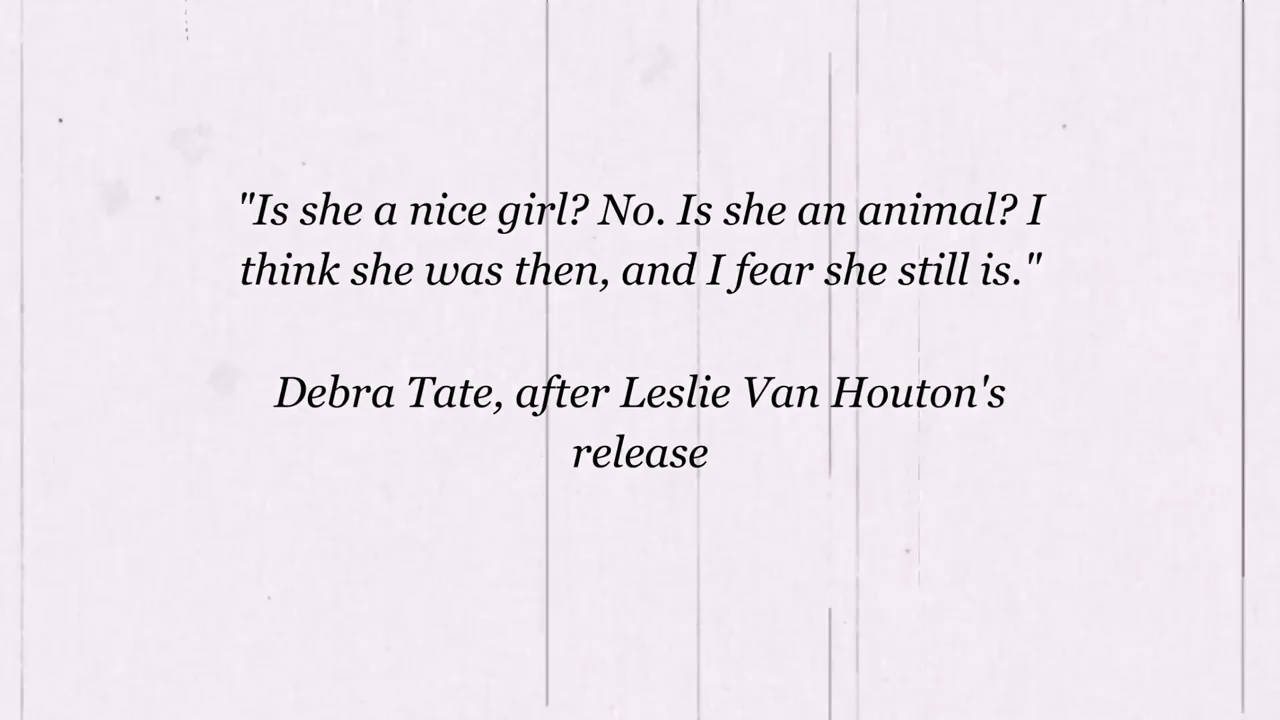 "Is she a nice girl? No. Is she an animal? I
think she was then, and I fear she still is."
Debra Tate, after Leslie Van Houton's
release